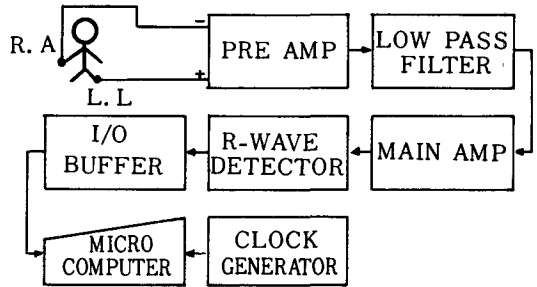 R. A
−
+
L. L
PRE AMP
LOW PASS
FILTER
I/O
BUFFER
R-WAVE
DETECTOR
MAIN AMP
MICRO
COMPUTER
CLOCK
GENERATOR